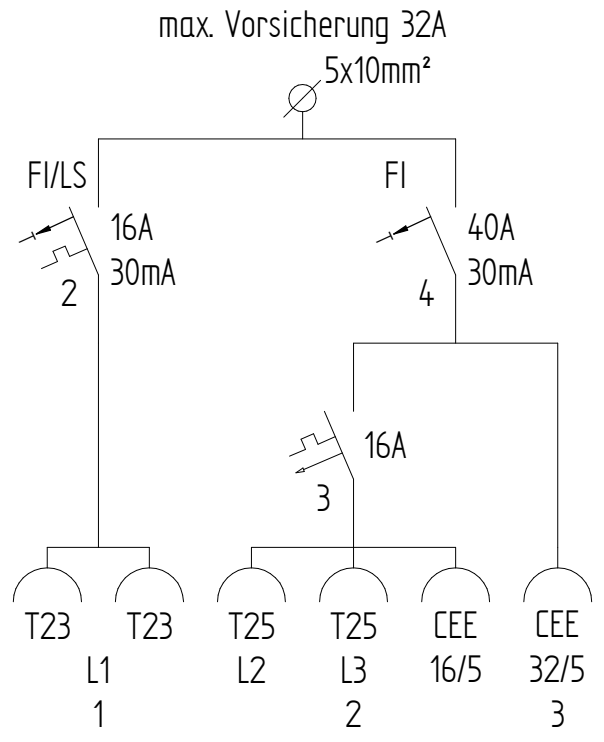 max. Vorsicherung 32A
5x10mm²
FI/LS
16A
30mA
2
FI
40A
30mA
4
16A
3
T23 T23 T25 T25 CEE CEE
L1 L2 L3 16/5 32/5
1 2 3